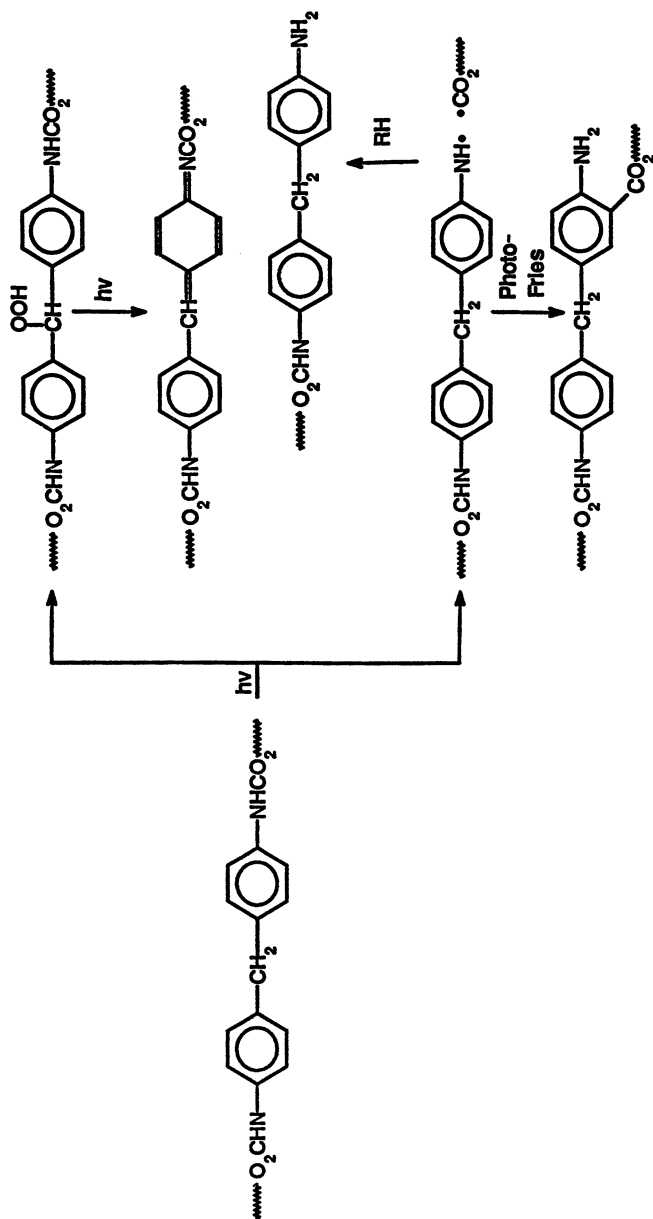 O₂CHN CH₂ NHCO₂
hν
OOH
O₂CHN CH NHCO₂
hν
O₂CHN CH NCO₂
O₂CHN CH₂ NH₂
RH
O₂CHN CH₂ NH• •CO₂
Photo-
Fries
O₂CHN CH₂ NH₂
CO₂